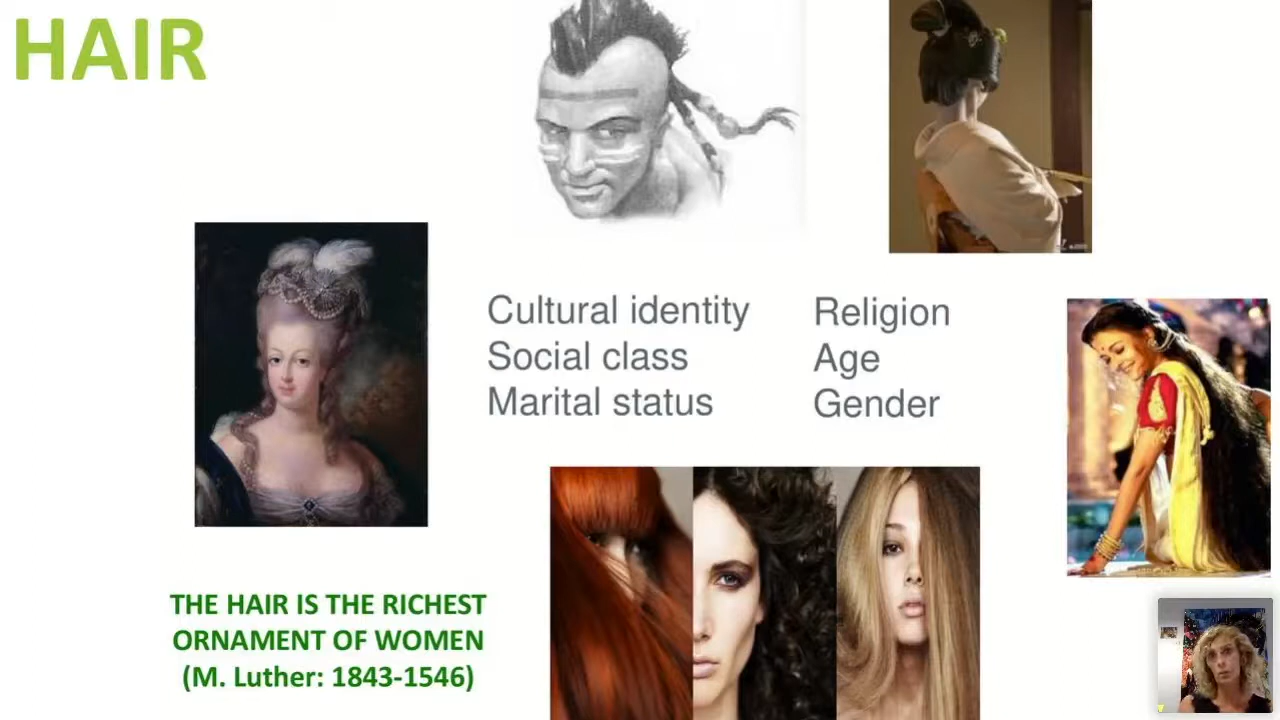 HAIR
Cultural identity
Social class
Marital status
Religion
Age
Gender
THE HAIR IS THE RICHEST
ORNAMENT OF WOMEN
(M. Luther: 1843-1546)